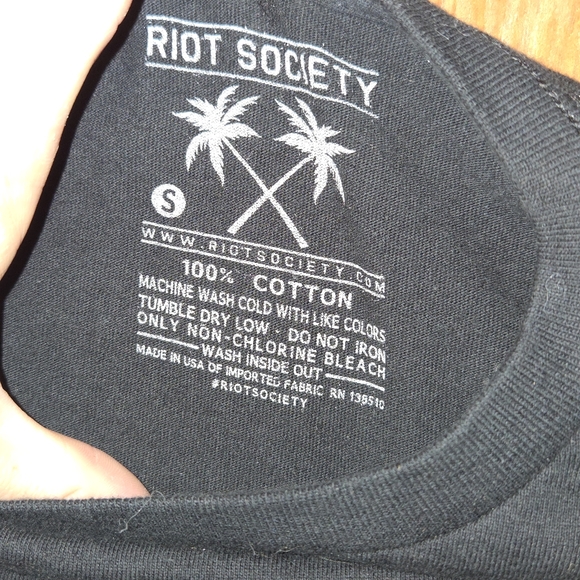 RIOT SOCIETY
S
WWW.RIOTSOCIETY.COM
100% COTTON
MACHINE WASH COLD WITH LIKE COLORS
TUMBLE DRY LOW · DO NOT IRON
ONLY NON-CHLORINE BLEACH
WASH INSIDE OUT
MADE IN USA OF IMPORTED FABRIC RN 138510
#RIOTSOCIETY